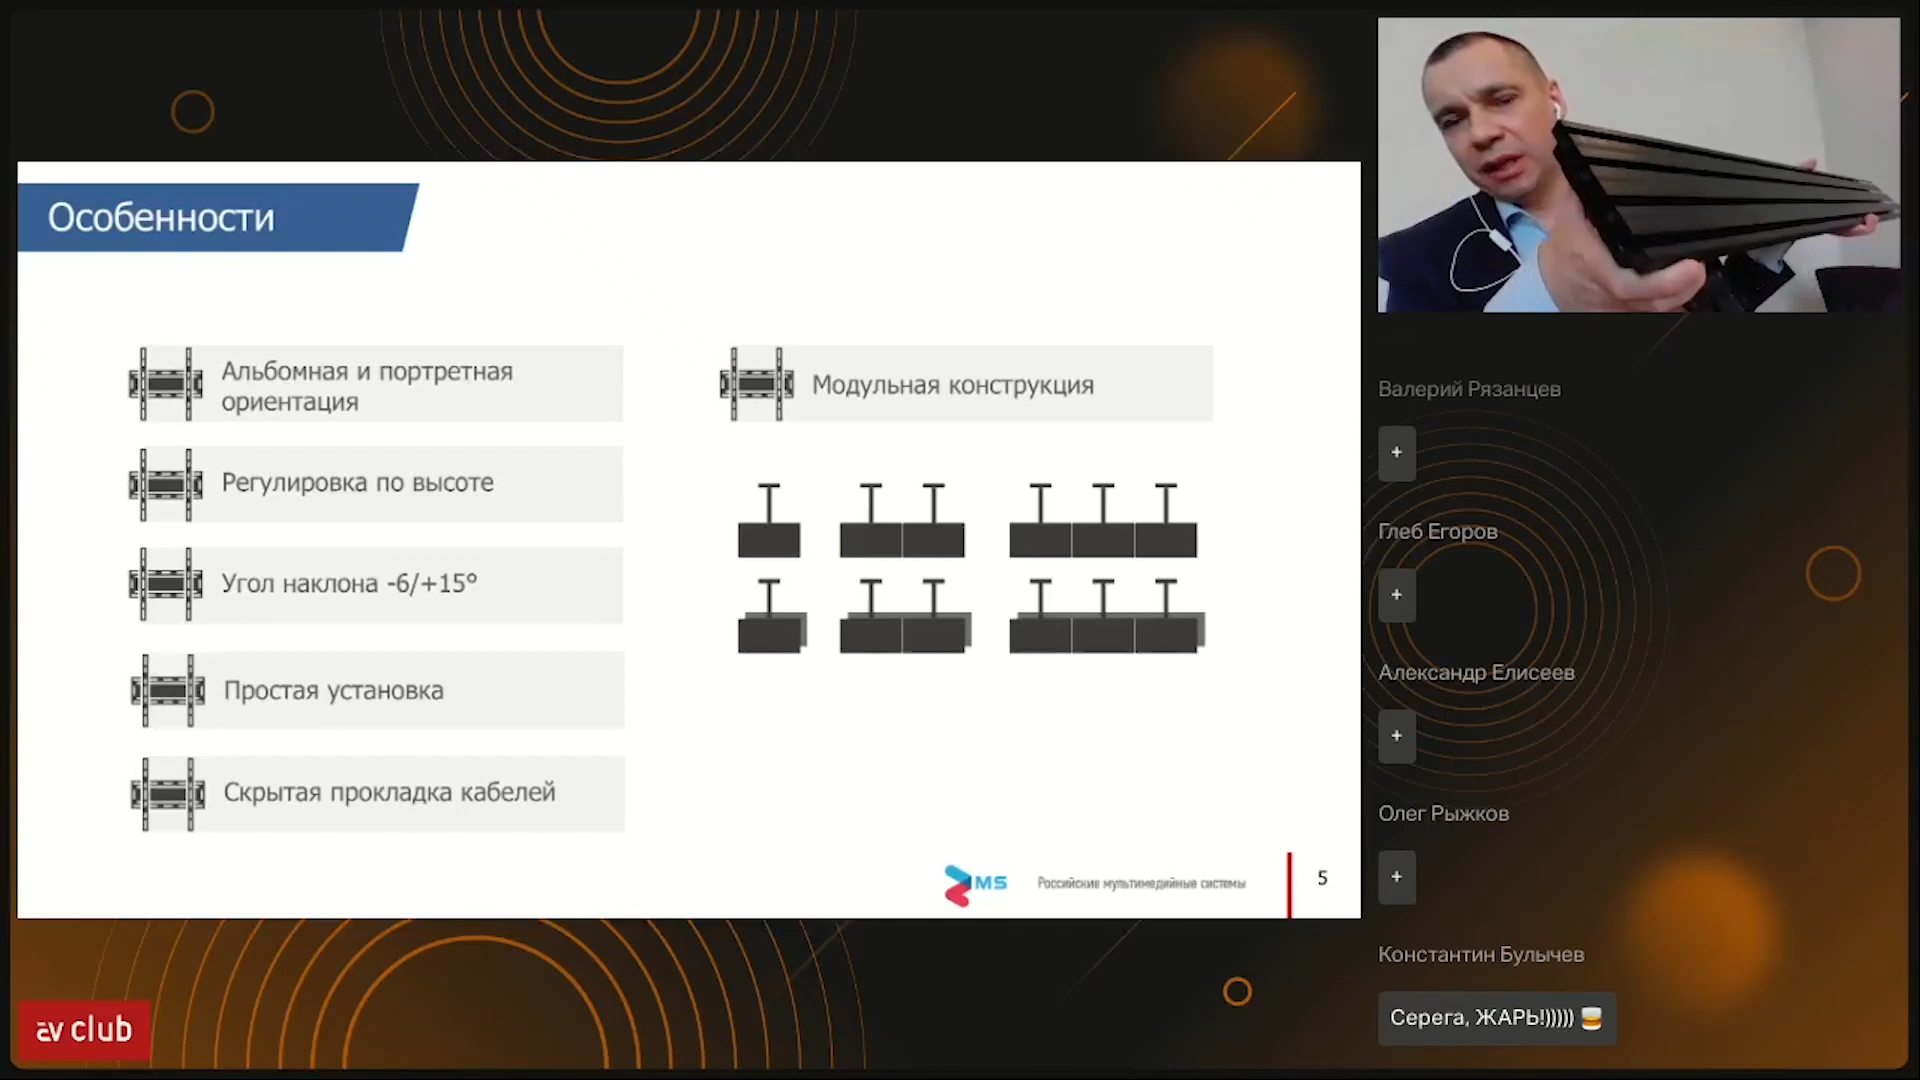 Особенности
Альбомная и портретная
ориентация
Регулировка по высоте
Угол наклона -6/+15°
Простая установка
Скрытая прокладка кабелей
Модульная конструкция
MS
Российские мультимедийные системы
5
av club
Валерий Рязанцев
+
Глеб Егоров
+
Александр Елисеев
+
Олег Рыжков
+
Константин Булычев
Серега, ЖАРЬ!))))) 🥃